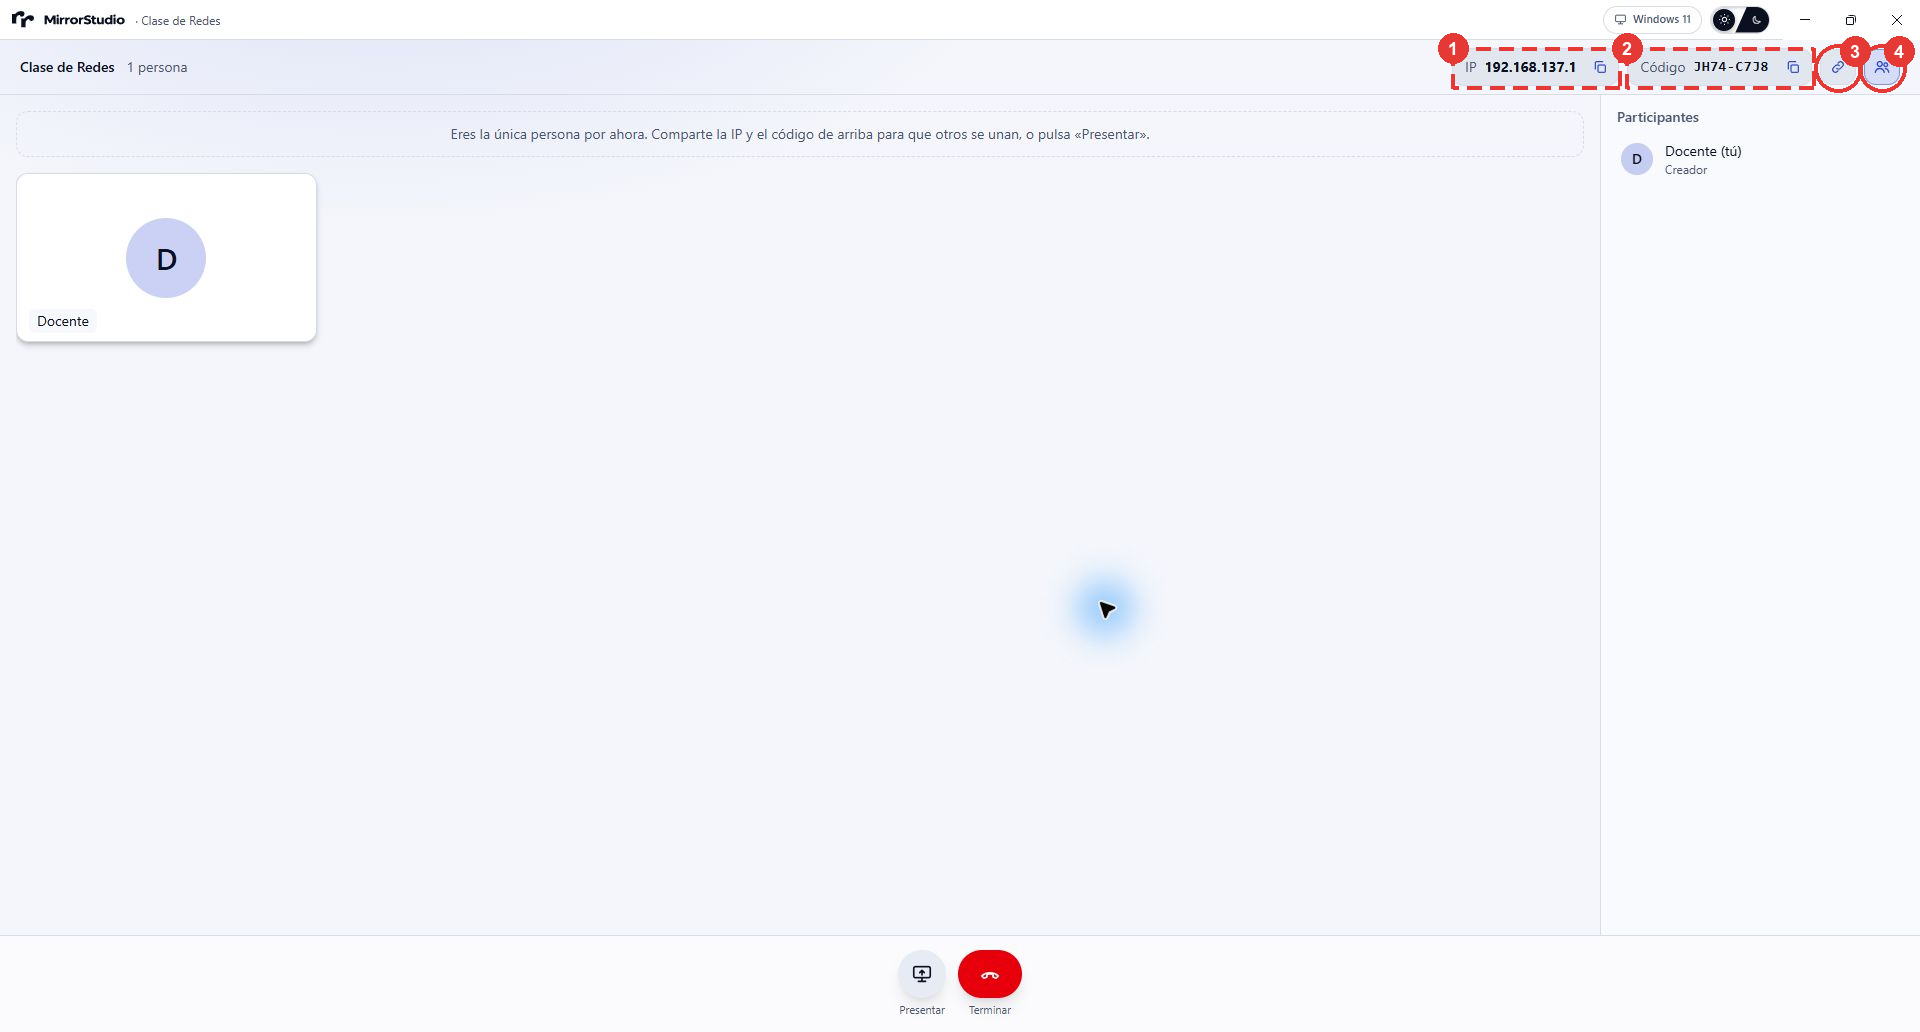 MirrorStudio · Clase de Redes
Windows 11
Clase de Redes 1 persona
1 2 3 4
IP 192.168.137.1
Código JH74-C7J8
Eres la única persona por ahora. Comparte la IP y el código de arriba para que otros se unan, o pulsa «Presentar».
D
Docente
Participantes
D
Docente (tú)
Creador
Presentar
Terminar